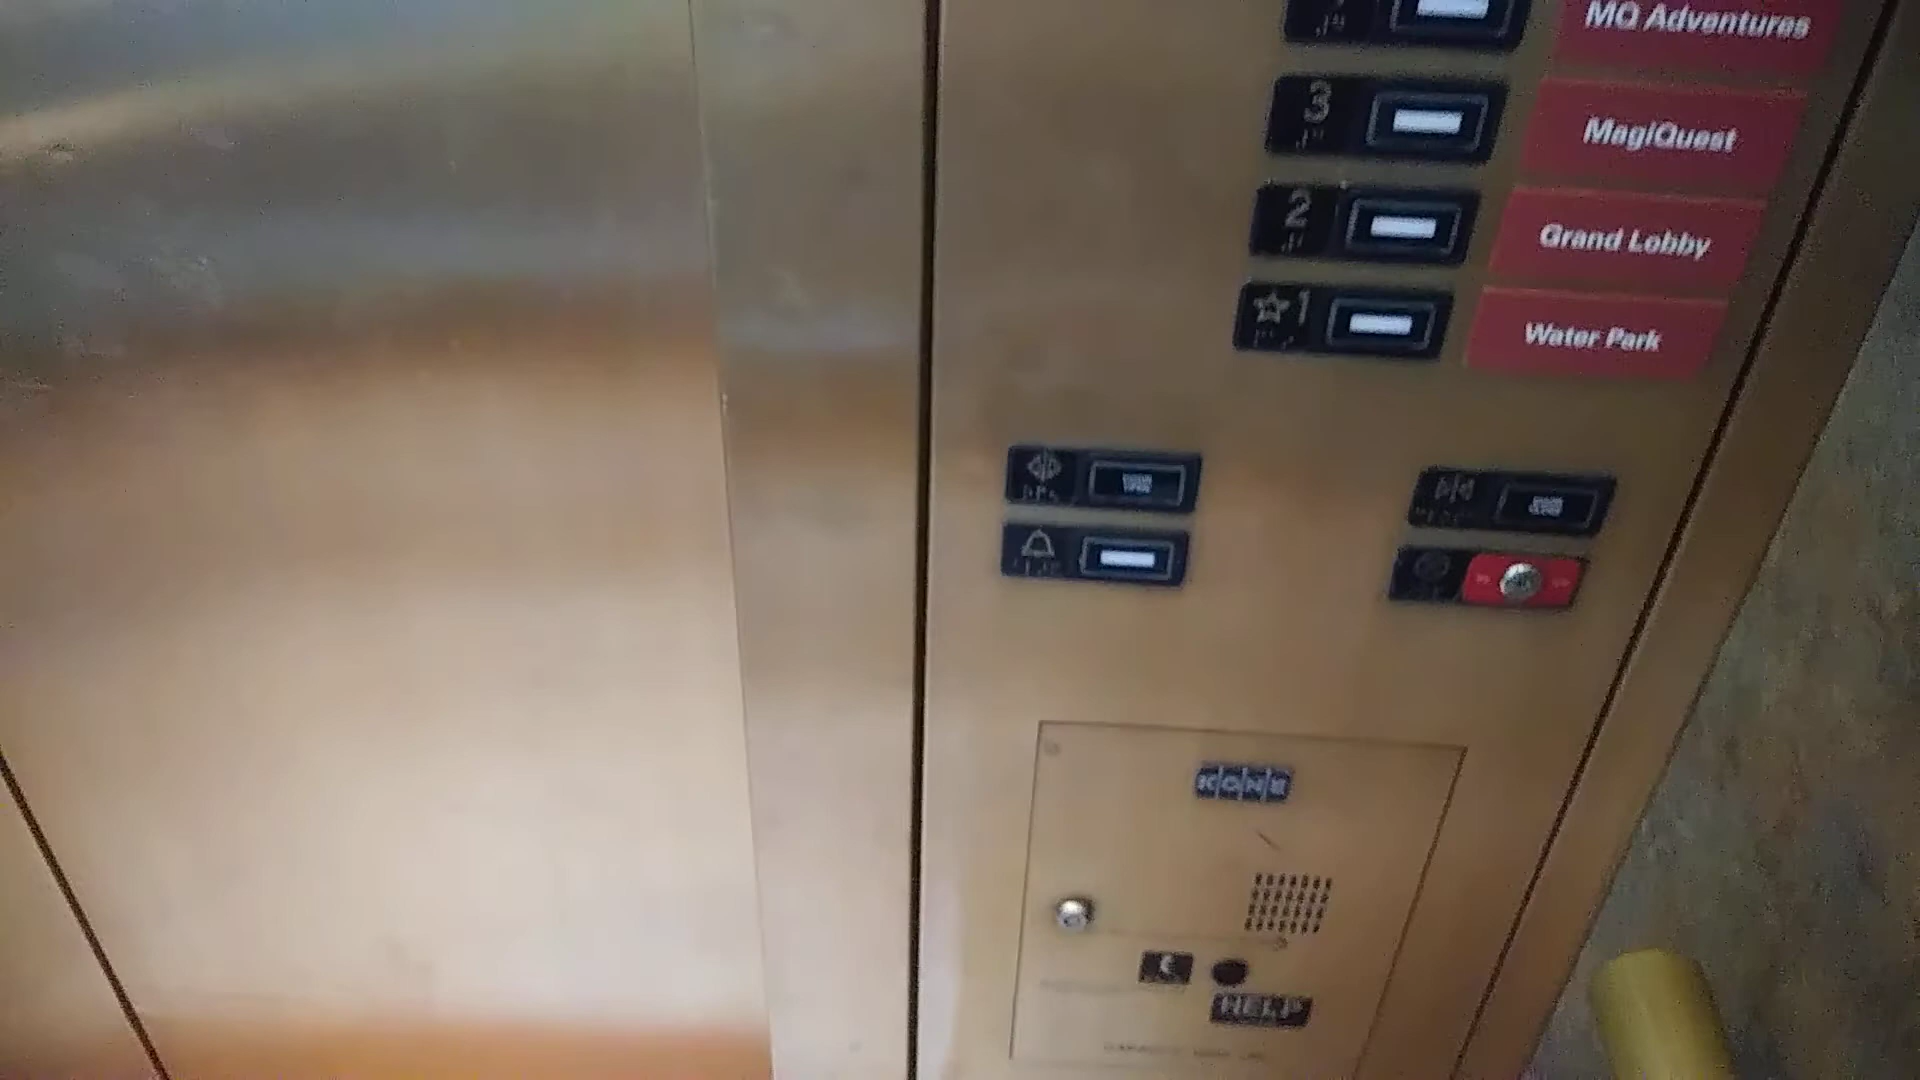 MQ Adventures
3
MagiQuest
2
Grand Lobby
1
Water Park
KONE
HELP